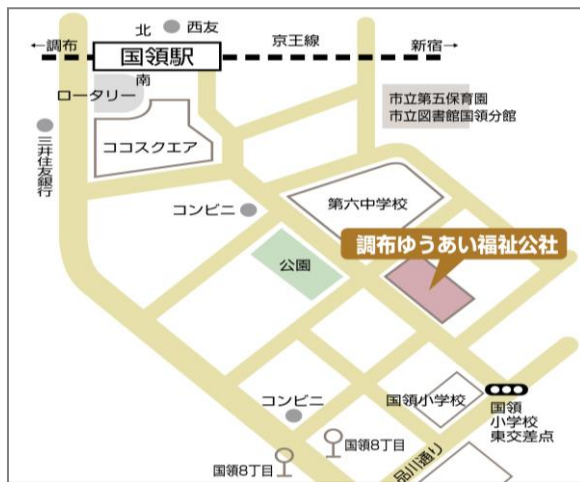 北
西友
←調布
国領駅
京王線
新宿→
南
ロータリー
市立第五保育園
市立図書館国領分館
三井住友銀行
ココスクエア
コンビニ
第六中学校
調布ゆうあい福祉公社
公園
国領小学校
コンビニ
国領
小学校
東交差点
国領8丁目
国領8丁目
品川通り